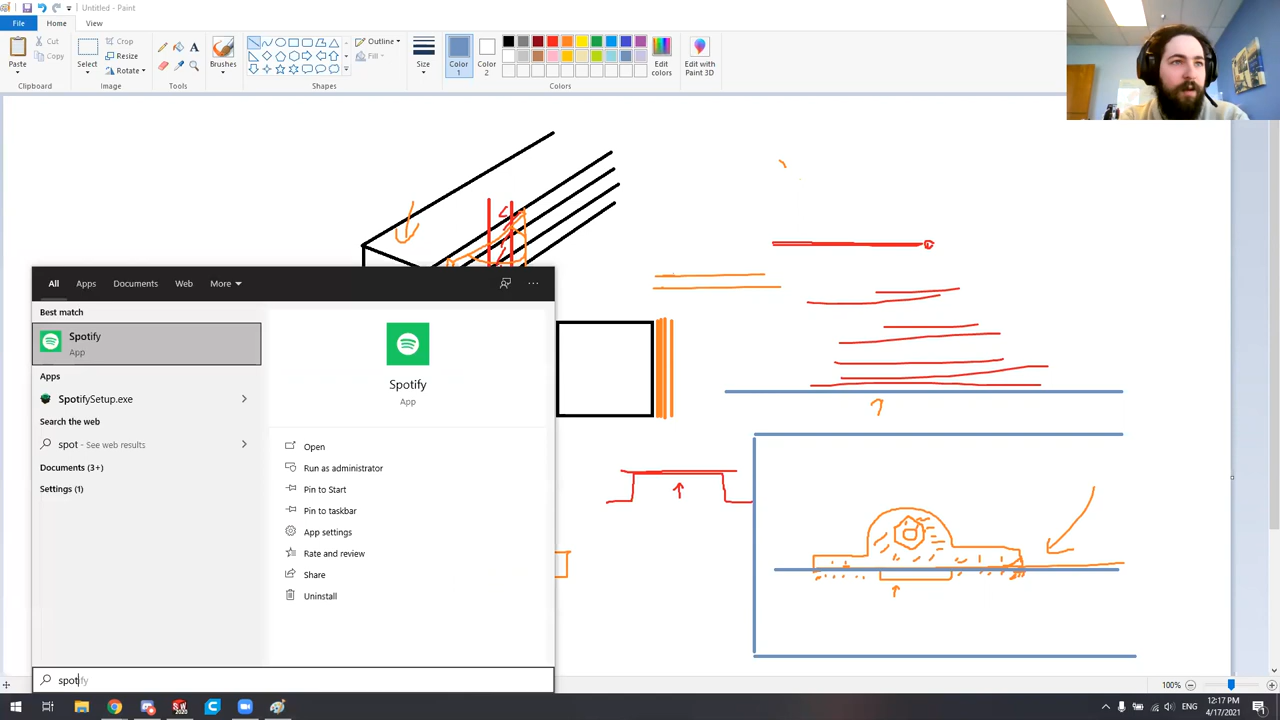 Untitled - Paint
File
Home
View
Paste
Cut
Copy
Clipboard
Select
Crop
Resize
Rotate
Image
Tools
Brushes
Outline
Fill
Shapes
Size
Color 1
Color 2
Edit colors
Colors
Edit with Paint 3D
All
Apps
Documents
Web
More
Best match
Spotify
App
Apps
SpotifySetup.exe
Search the web
spot - See web results
Documents (3+)
Settings (1)
Spotify
App
Open
Run as administrator
Pin to Start
Pin to taskbar
App settings
Rate and review
Share
Uninstall
spotify
100%
ENG
12:17 PM
4/17/2021